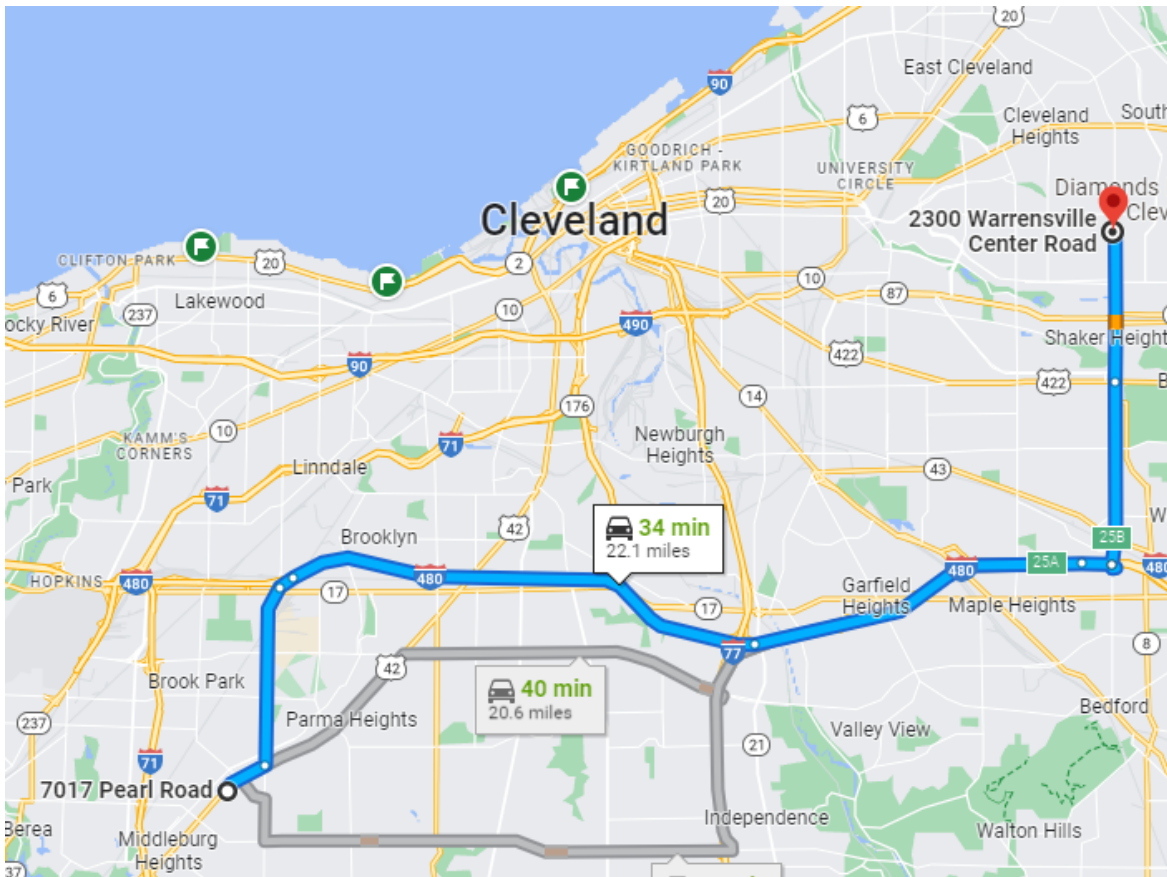 20
90
East Cleveland
6
Cleveland
Heights
South
GOODRICH -
KIRTLAND PARK
UNIVERSITY
CIRCLE
Diamonds
20
Cleveland
2300 Warrensville
Center Road
Clev
CLIFTON PARK
20
2
10
87
6
Lakewood
10
237
ocky River
490
Shaker Height
90
422
422
B
14
176
10
KAMM'S
CORNERS
71
Newburgh
Heights
Linndale
43
Park
71
42
34 min
22.1 miles
W
Brooklyn
25B
HOPKINS
480
480
480
25A
480
17
Garfield
Heights
17
Maple Heights
8
77
42
Brook Park
40 min
20.6 miles
Parma Heights
Bedford
237
21
Valley View
71
7017 Pearl Road
Independence
Berea
Middleburg
Heights
Walton Hills
37